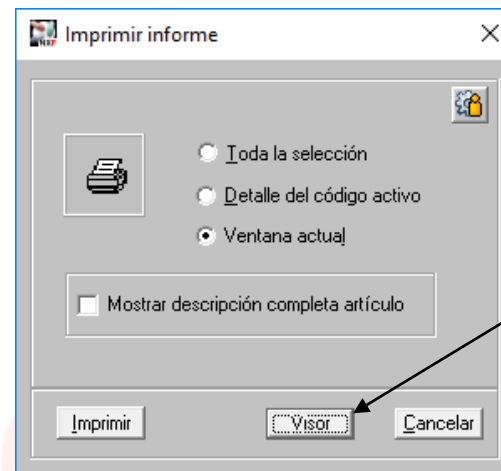 Imprimir informe
Toda la selección
Detalle del código activo
Ventana actual
Mostrar descripción completa artículo
Imprimir
Visor
Cancelar